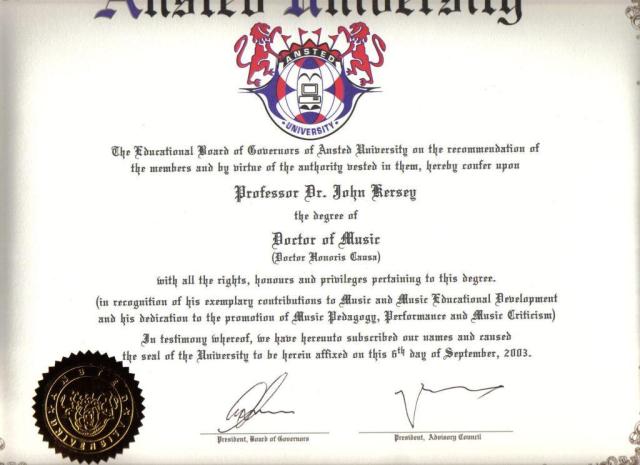 Ansted University
ANSTED
UNIVERSITY
The Educational Board of Governors of Ansted University on the recommendation of
the members and by virtue of the authority vested in them, hereby confer upon
Professor Dr. John Kersey
the degree of
Doctor of Music
(Doctor Honoris Causa)
with all the rights, honours and privileges pertaining to this degree.
(in recognition of his exemplary contributions to Music and Music Educational Development
and his dedication to the promotion of Music Pedagogy, Performance and Music Criticism)
In testimony whereof, we have hereunto subscribed our names and caused
the seal of the University to be herein affixed on this 6th day of September, 2003.
ANSTED
UNIVERSITY
President, Board of Governors
President, Advisory Council